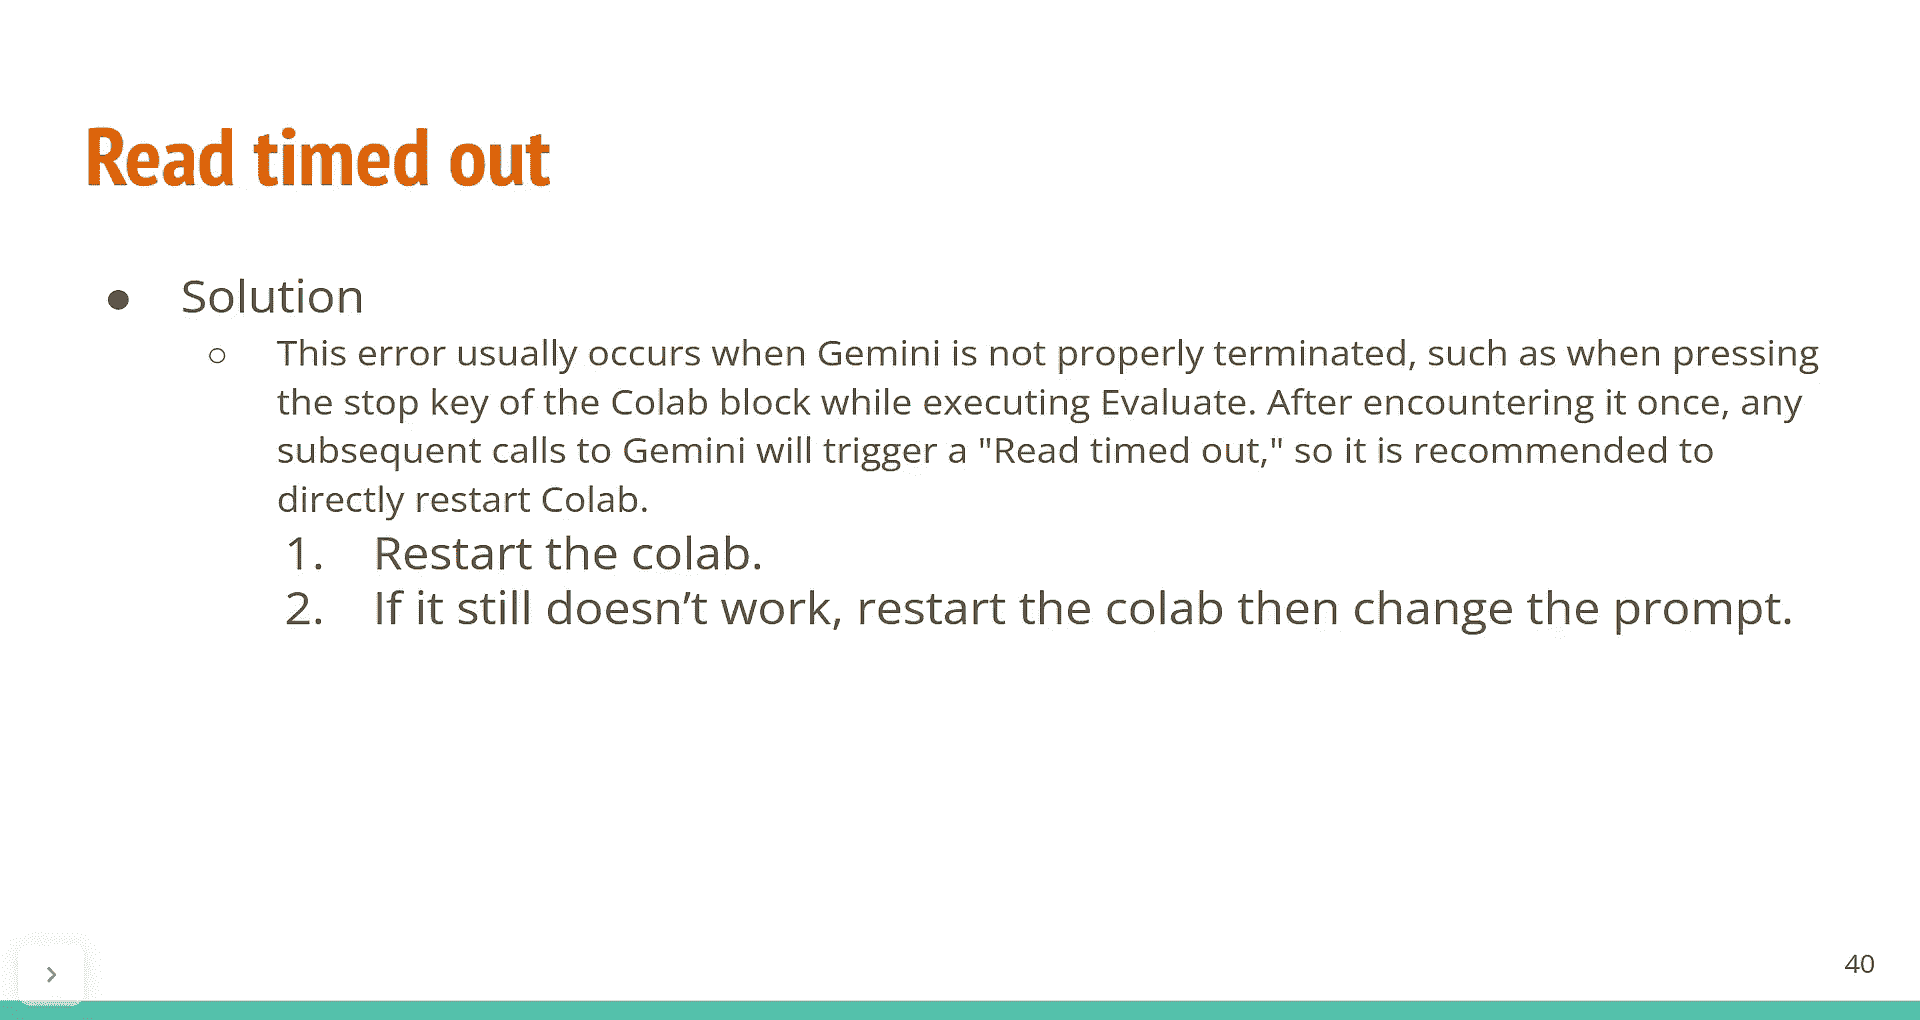 Read timed out
● Solution
○ This error usually occurs when Gemini is not properly terminated, such as when pressing
the stop key of the Colab block while executing Evaluate. After encountering it once, any
subsequent calls to Gemini will trigger a "Read timed out," so it is recommended to
directly restart Colab.
1. Restart the colab.
2. If it still doesn’t work, restart the colab then change the prompt.
40